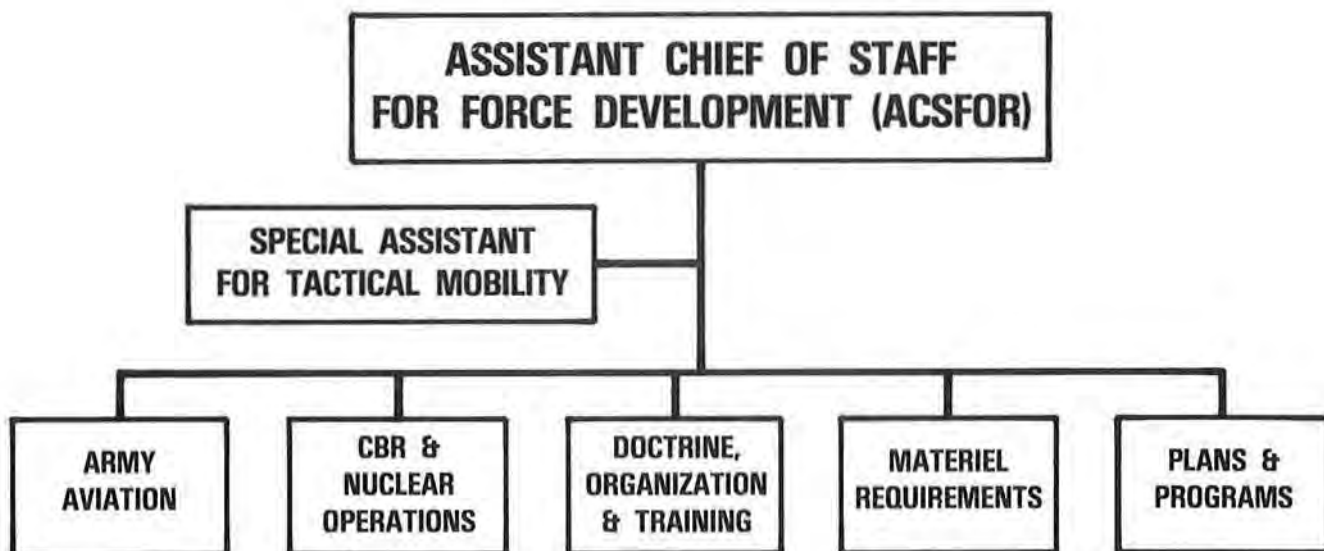 ASSISTANT CHIEF OF STAFF
FOR FORCE DEVELOPMENT (ACSFOR)
SPECIAL ASSISTANT
FOR TACTICAL MOBILITY
ARMY
AVIATION
CBR &
NUCLEAR
OPERATIONS
DOCTRINE,
ORGANIZATION
& TRAINING
MATERIEL
REQUIREMENTS
PLANS &
PROGRAMS